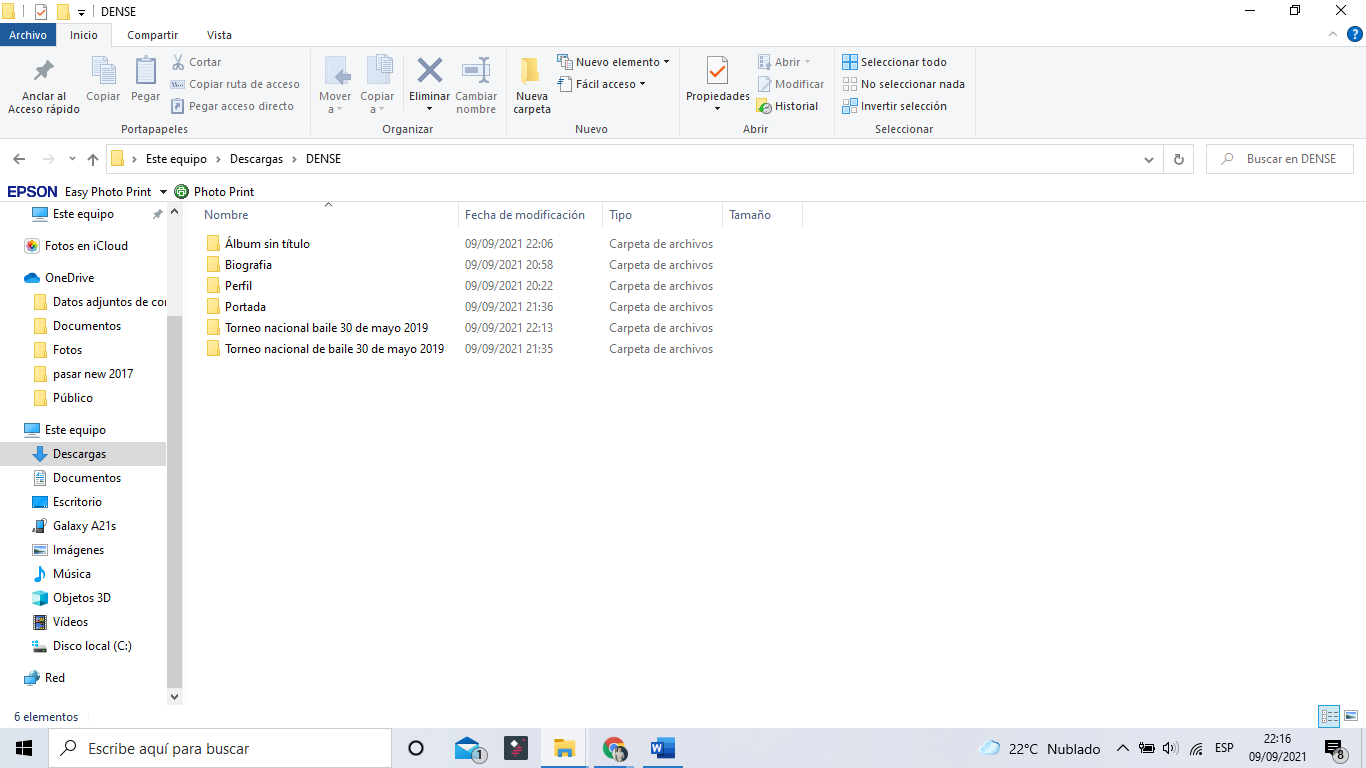 DENSE
Archivo Inicio Compartir Vista
Anclar al Acceso rápido
Copiar
Pegar
Cortar
Copiar ruta de acceso
Pegar acceso directo
Portapapeles
Mover a
Copiar a
Eliminar
Cambiar nombre
Organizar
Nueva carpeta
Nuevo elemento
Fácil acceso
Nuevo
Propiedades
Abrir
Modificar
Historial
Abrir
Seleccionar todo
No seleccionar nada
Invertir selección
Seleccionar
Este equipo > Descargas > DENSE
Buscar en DENSE
EPSON Easy Photo Print Photo Print
Este equipo
Fotos en iCloud
OneDrive
Datos adjuntos de co
Documentos
Fotos
pasar new 2017
Público
Este equipo
Descargas
Documentos
Escritorio
Galaxy A21s
Imágenes
Música
Objetos 3D
Vídeos
Disco local (C:)
Red
Nombre Fecha de modificación Tipo Tamaño
Álbum sin título 09/09/2021 22:06 Carpeta de archivos
Biografia 09/09/2021 20:58 Carpeta de archivos
Perfil 09/09/2021 20:22 Carpeta de archivos
Portada 09/09/2021 21:36 Carpeta de archivos
Torneo nacional baile 30 de mayo 2019 09/09/2021 22:13 Carpeta de archivos
Torneo nacional de baile 30 de mayo 2019 09/09/2021 21:35 Carpeta de archivos
6 elementos
Escribe aquí para buscar
1
W
22°C Nublado
ESP
22:16
09/09/2021
8